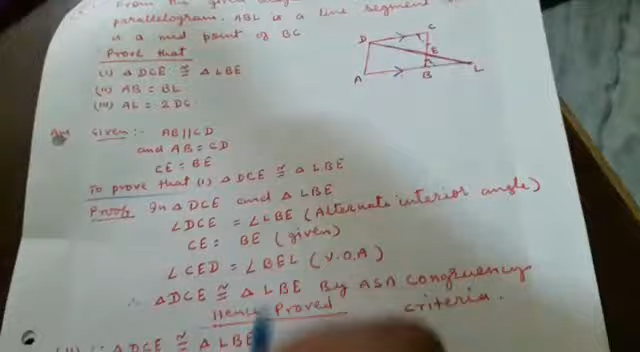 From the given
parallelogram. ABL is a line segment
is a mid point of BC
Prove that
(i) △ DCE ≅ △ LBE
(ii) AB = BL
(iii) AL = 2DC
D
C
E
A
B
L
Ans Given:- AB || CD
and AB = CD
CE = BE
To prove that (i) △ DCE ≅ △ LBE
Proof In △ DCE and △ LBE
∠DCE = ∠LBE (Alternate interior angle)
CE = BE (given)
∠CED = ∠BEL (V.O.A)
∴ △DCE ≅ △ LBE By ASA congruency criteria.
Hence Proved
∵ △ DCE ≅ △ LBE